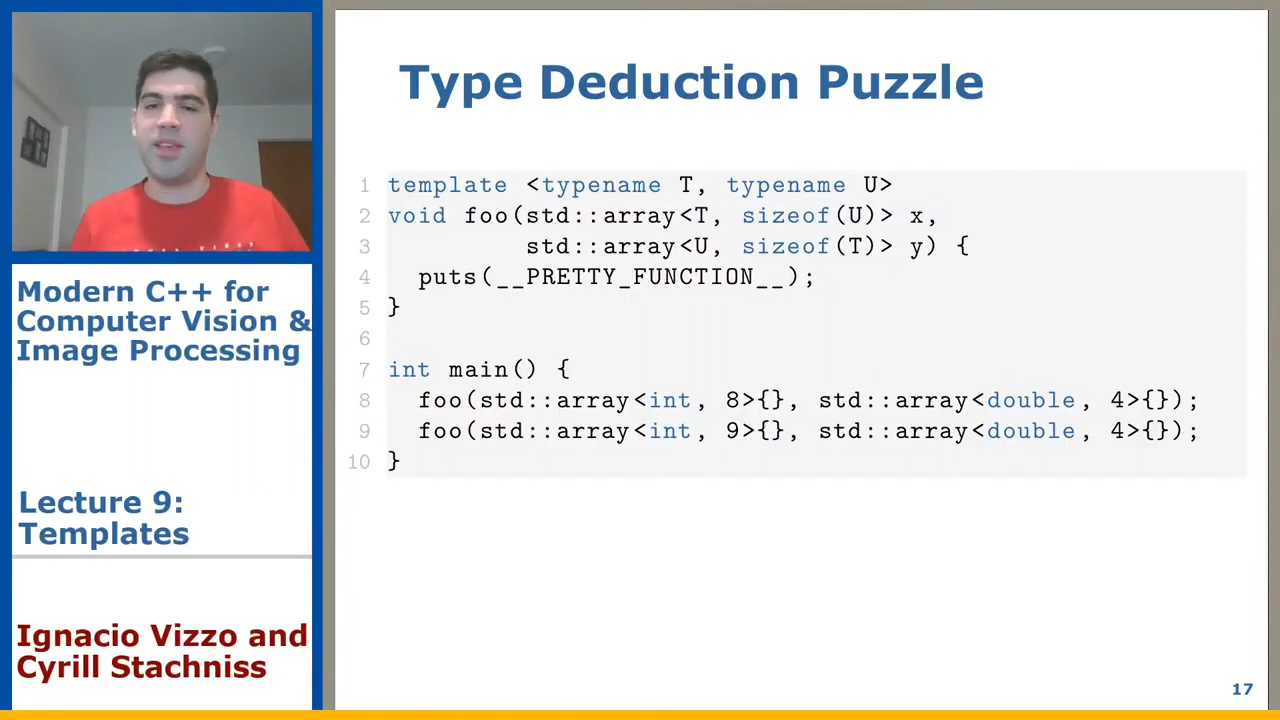 Modern C++ for
Computer Vision &
Image Processing
Lecture 9:
Templates
Ignacio Vizzo and
Cyrill Stachniss
Type Deduction Puzzle
1 template <typename T, typename U>
2 void foo(std::array<T, sizeof(U)> x,
3 std::array<U, sizeof(T)> y) {
4 puts(__PRETTY_FUNCTION__);
5 }
6
7 int main() {
8 foo(std::array<int, 8>{}, std::array<double, 4>{});
9 foo(std::array<int, 9>{}, std::array<double, 4>{});
10 }
17